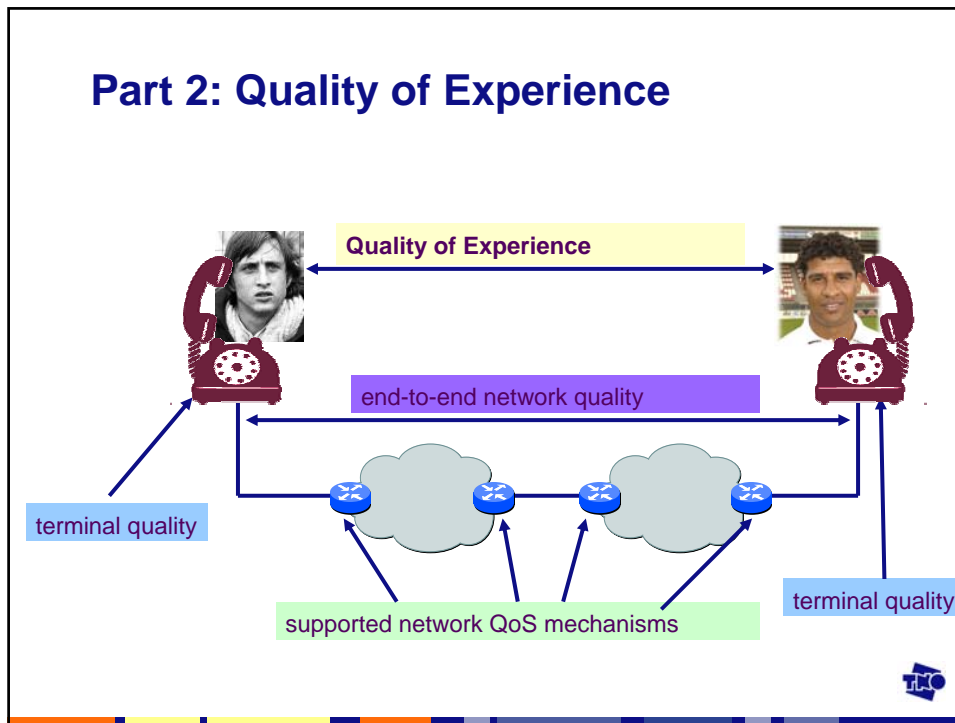 Part 2: Quality of Experience
Quality of Experience
end-to-end network quality
terminal quality
terminal quality
supported network QoS mechanisms
TNO